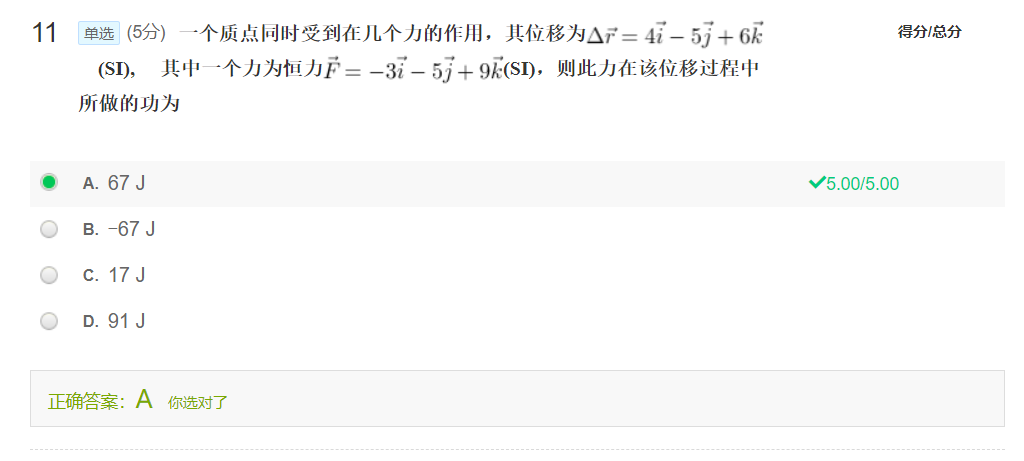 11 单选 (5分) 一个质点同时受到在几个力的作用，其位移为Δr⃗ = 4i⃗ − 5j⃗ + 6k⃗ 得分/总分
(SI), 其中一个力为恒力F⃗ = −3i⃗ − 5j⃗ + 9k⃗(SI)，则此力在该位移过程中
所做的功为
A. 67 J 5.00/5.00
B. −67 J
C. 17 J
D. 91 J
正确答案：A 你选对了